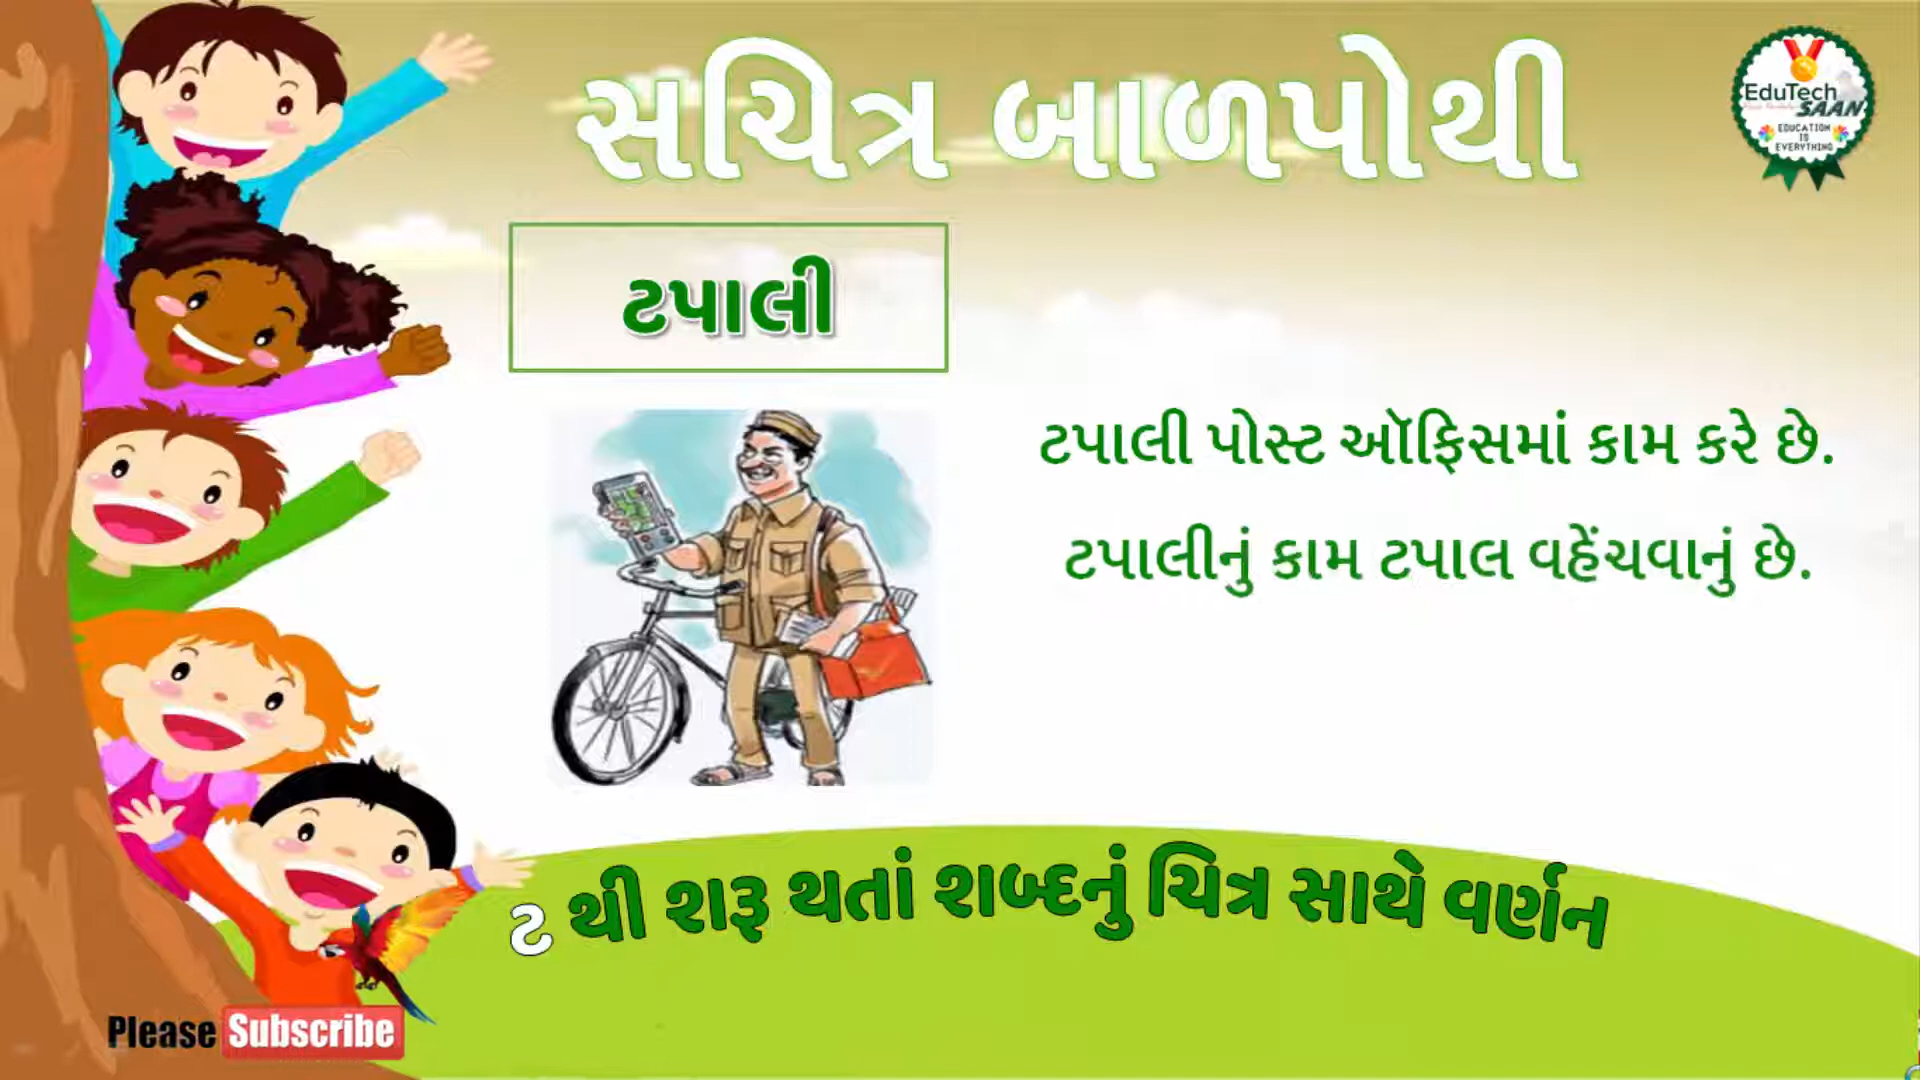 સચિત્ર બાળપોથી
EduTech
SAAN
EDUCATION
IS
EVERYTHING
ટપાલી
ટપાલી પોસ્ટ ઑફિસમાં કામ કરે છે.
ટપાલીનું કામ ટપાલ વહેંચવાનું છે.
ટ થી શરૂ થતાં શબ્દનું ચિત્ર સાથે વર્ણન
Please Subscribe